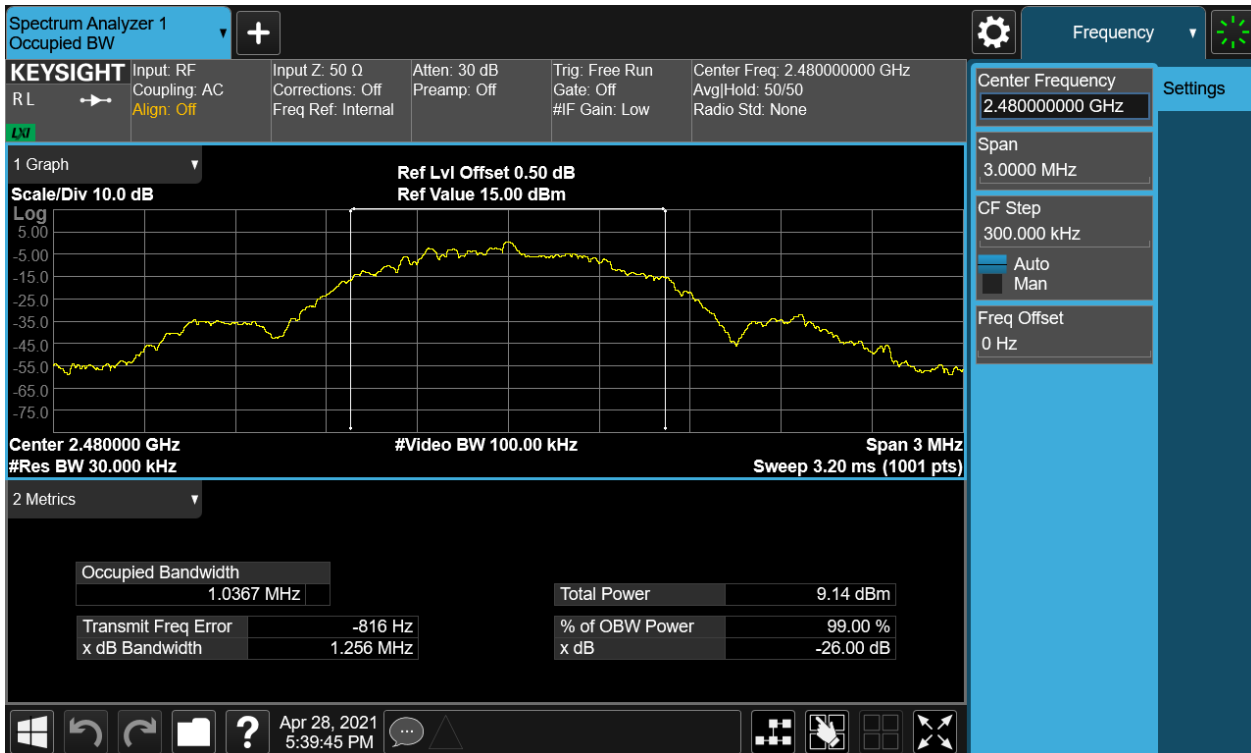 Spectrum Analyzer 1
Occupied BW
Frequency
KEYSIGHT
R L
LXI
Input: RF
Coupling: AC
Align: Off
Input Z: 50 Ω
Corrections: Off
Freq Ref: Internal
Atten: 30 dB
Preamp: Off
Trig: Free Run
Gate: Off
#IF Gain: Low
Center Freq: 2.480000000 GHz
Avg|Hold: 50/50
Radio Std: None
Center Frequency
2.480000000 GHz
Settings
Span
3.0000 MHz
CF Step
300.000 kHz
Auto
Man
Freq Offset
0 Hz
1 Graph
Ref Lvl Offset 0.50 dB
Scale/Div 10.0 dB
Ref Value 15.00 dBm
Log
5.00
-5.00
-15.0
-25.0
-35.0
-45.0
-55.0
-65.0
-75.0
Center 2.480000 GHz
#Video BW 100.00 kHz
Span 3 MHz
#Res BW 30.000 kHz
Sweep 3.20 ms (1001 pts)
2 Metrics
Occupied Bandwidth
1.0367 MHz
Total Power 9.14 dBm
Transmit Freq Error -816 Hz
% of OBW Power 99.00 %
x dB Bandwidth 1.256 MHz
x dB -26.00 dB
?
Apr 28, 2021
5:39:45 PM